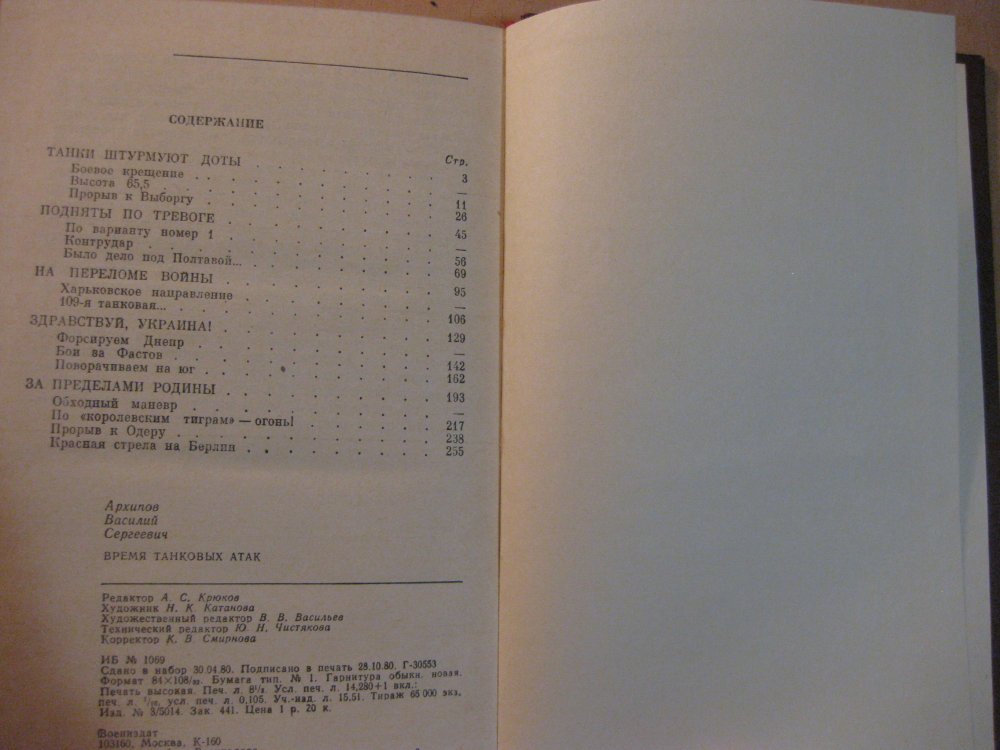 СОДЕРЖАНИЕ
Стр.
ТАНКИ ШТУРМУЮТ ДОТЫ . . . . . . . . 3
Боевое крещение . . . . . . . . —
Высота 65,5 . . . . . . . . 11
Прорыв к Выборгу . . . . . . . . 26
ПОДНЯТЫ ПО ТРЕВОГЕ . . . . . . . . 45
По варианту номер 1 . . . . . . . . —
Контрудар . . . . . . . . 56
Было дело под Полтавой... . . . . . . . . 69
НА ПЕРЕЛОМЕ ВОЙНЫ . . . . . . . . 95
Харьковское направление . . . . . . . . —
109-я танковая... . . . . . . . . 106
ЗДРАВСТВУЙ, УКРАИНА! . . . . . . . . 129
Форсируем Днепр . . . . . . . . —
Бои за Фастов . . . . . . . . 142
Поворачиваем на юг . . . . . . . . 162
ЗА ПРЕДЕЛАМИ РОДИНЫ . . . . . . . . 193
Обходный маневр . . . . . . . . —
По «королевским тиграм» — огонь! . . . . . . 217
Прорыв к Одеру . . . . . . . . 238
Красная стрела на Берлин . . . . . . . . 255
Архипов
Василий
Сергеевич
ВРЕМЯ ТАНКОВЫХ АТАК
Редактор А. С. Крюков
Художник Н. К. Катанова
Художественный редактор В. В. Васильев
Технический редактор Ю. Н. Чистякова
Корректор К. В. Смирнова
ИБ № 1069
Сдано в набор 30.04.80. Подписано в печать 28.10.80. Г-30553
Формат 84×108/32. Бумага тип. № 1. Гарнитура обыкн. новая.
Печать высокая. Печ. л. 8½. Усл. печ. л. 14,280+1 вкл.:
печ. л. 1/16, усл. печ. л. 0,105. Уч.-изд. л. 15,51. Тираж 65 000 экз.
Изд. № 3/5014. Зак. 441. Цена 1 р. 20 к.
Воениздат
103160, Москва, К-160